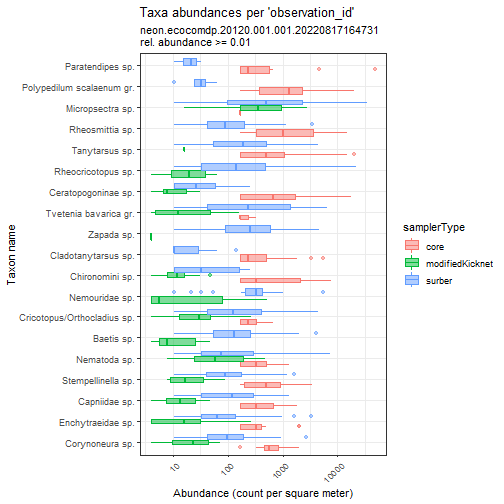 Taxa abundances per 'observation_id'
neon.ecocomdp.20120.001.001.20220817164731
rel. abundance >= 0.01
Paratendipes sp.
Polypedilum scalaenum gr.
Micropsectra sp.
Rheosmittia sp.
Tanytarsus sp.
Rheocricotopus sp.
Ceratopogoninae sp.
Tvetenia bavarica gr.
Zapada sp.
Cladotanytarsus sp.
Chironomini sp.
Nemouridae sp.
Cricotopus/Orthocladius sp.
Baetis sp.
Nematoda sp.
Stempellinella sp.
Capniidae sp.
Enchytraeidae sp.
Corynoneura sp.
Taxon name
10
100
1000
10000
Abundance (count per square meter)
samplerType
core
modifiedKicknet
surber